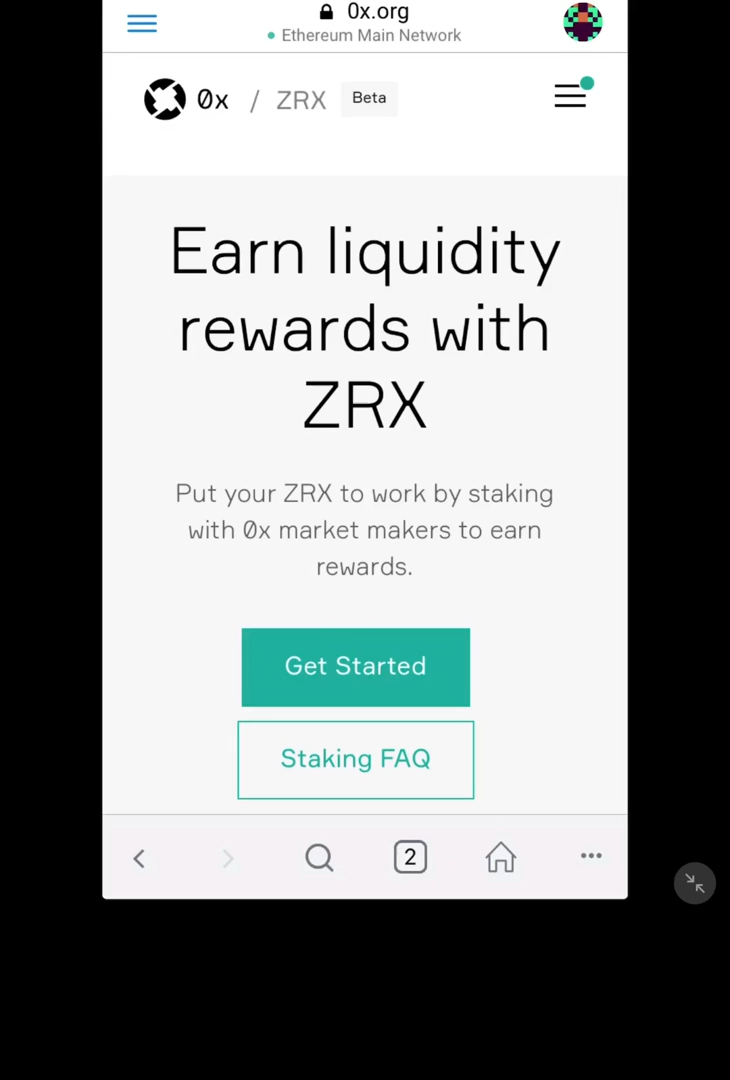 0x.org
Ethereum Main Network
0x / ZRX Beta
Earn liquidity
rewards with
ZRX
Put your ZRX to work by staking
with 0x market makers to earn
rewards.
Get Started
Staking FAQ
2